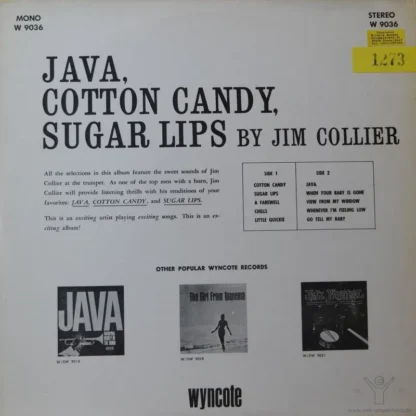 MONO
W 9036
STEREO
W 9036
1273
JAVA,
COTTON CANDY,
SUGAR LIPS BY JIM COLLIER
All the selections in this album feature the sweet sounds of Jim
Collier at the trumpet. As one of the top men with a horn, Jim
Collier will provide listening thrills with his renditions of your
favorites: JAVA, COTTON CANDY, and SUGAR LIPS.
This is an exciting artist playing exciting songs. This is an ex-
citing album!
SIDE 1
COTTON CANDY
SUGAR LIPS
A FAREWELL
CHILLS
LITTLE QUICKIE
SIDE 2
JAVA
WHEN YOUR BABY IS GONE
VIEW FROM MY WINDOW
WHENEVER I'M FEELING LOW
GO TELL MY BABY
OTHER POPULAR WYNCOTE RECORDS
JAVA
The Girl From Ipanema
wyncote